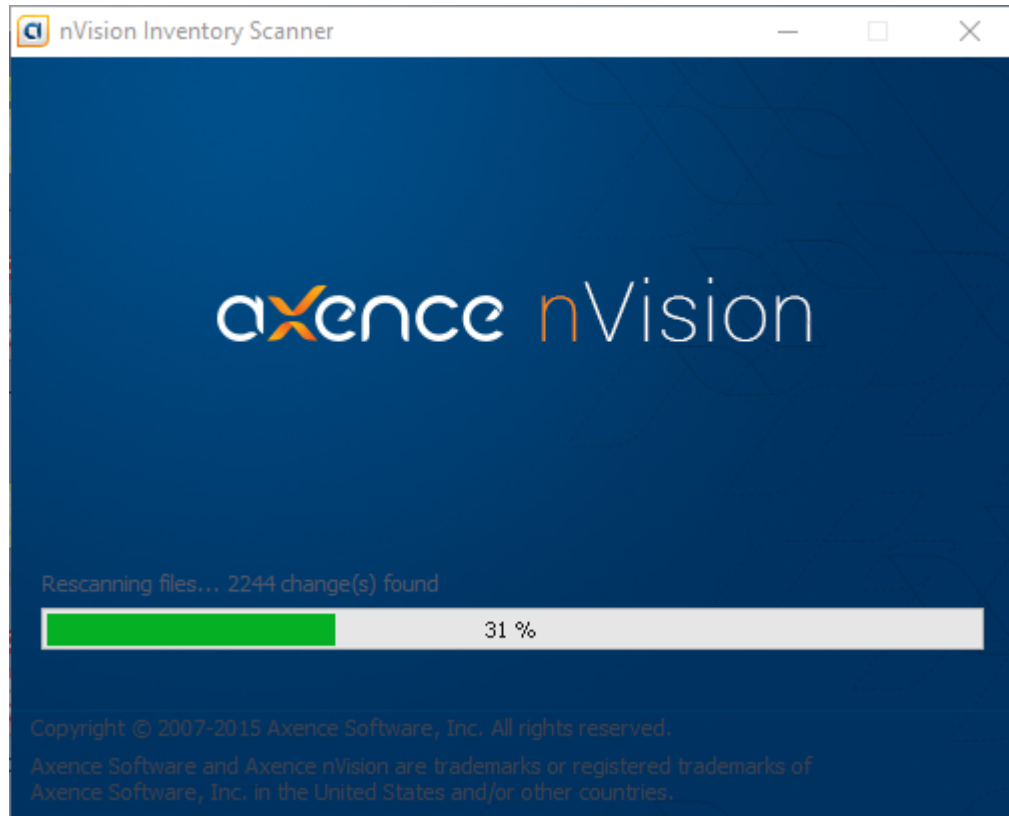 nVision Inventory Scanner
axence nVision
Rescanning files... 2244 change(s) found
31 %
Copyright © 2007-2015 Axence Software, Inc. All rights reserved.
Axence Software and Axence nVision are trademarks or registered trademarks of
Axence Software, Inc. in the United States and/or other countries.